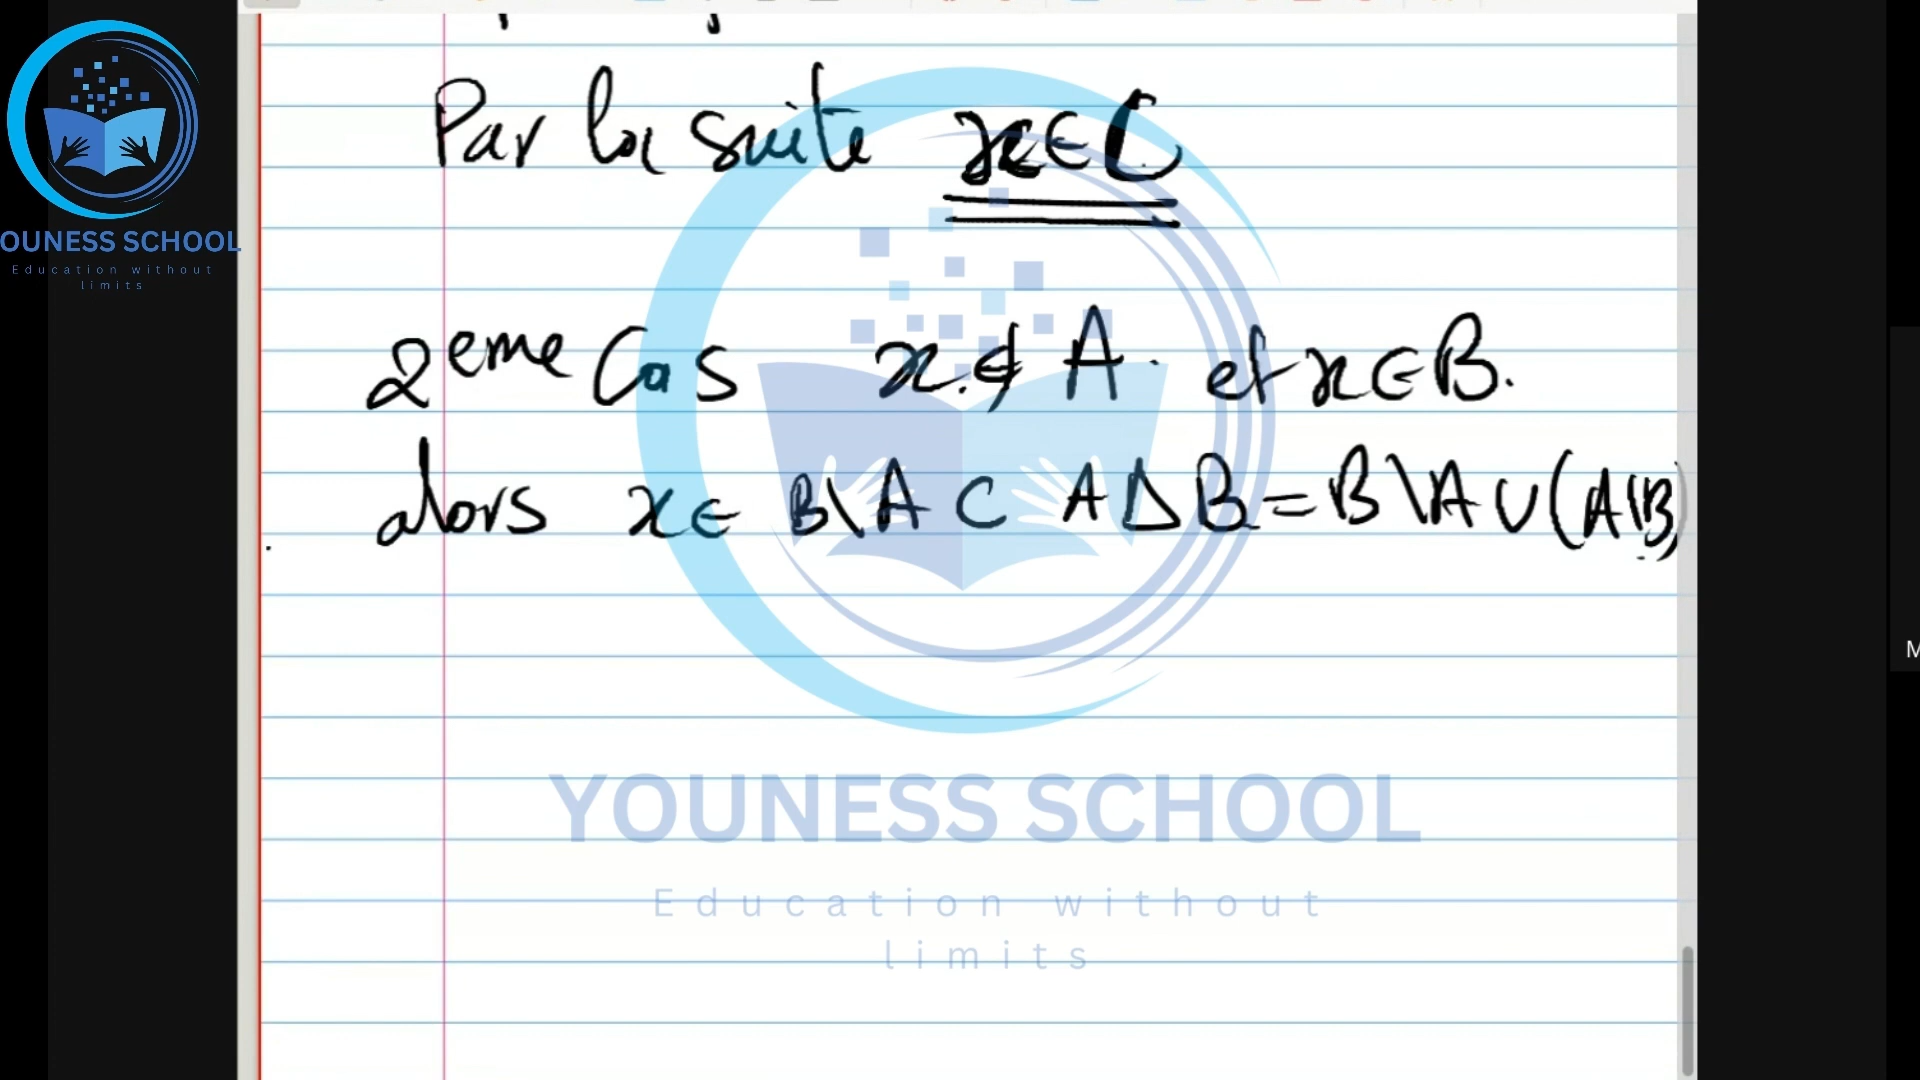 OUNESS SCHOOL
Education without
limits
Par la suite x∈C
2eme Cas x∉A. et x∈B.
alors x∈ B\A ⊂ A∆B=B\A∪(A\B)
YOUNESS SCHOOL
Education without
limits
M